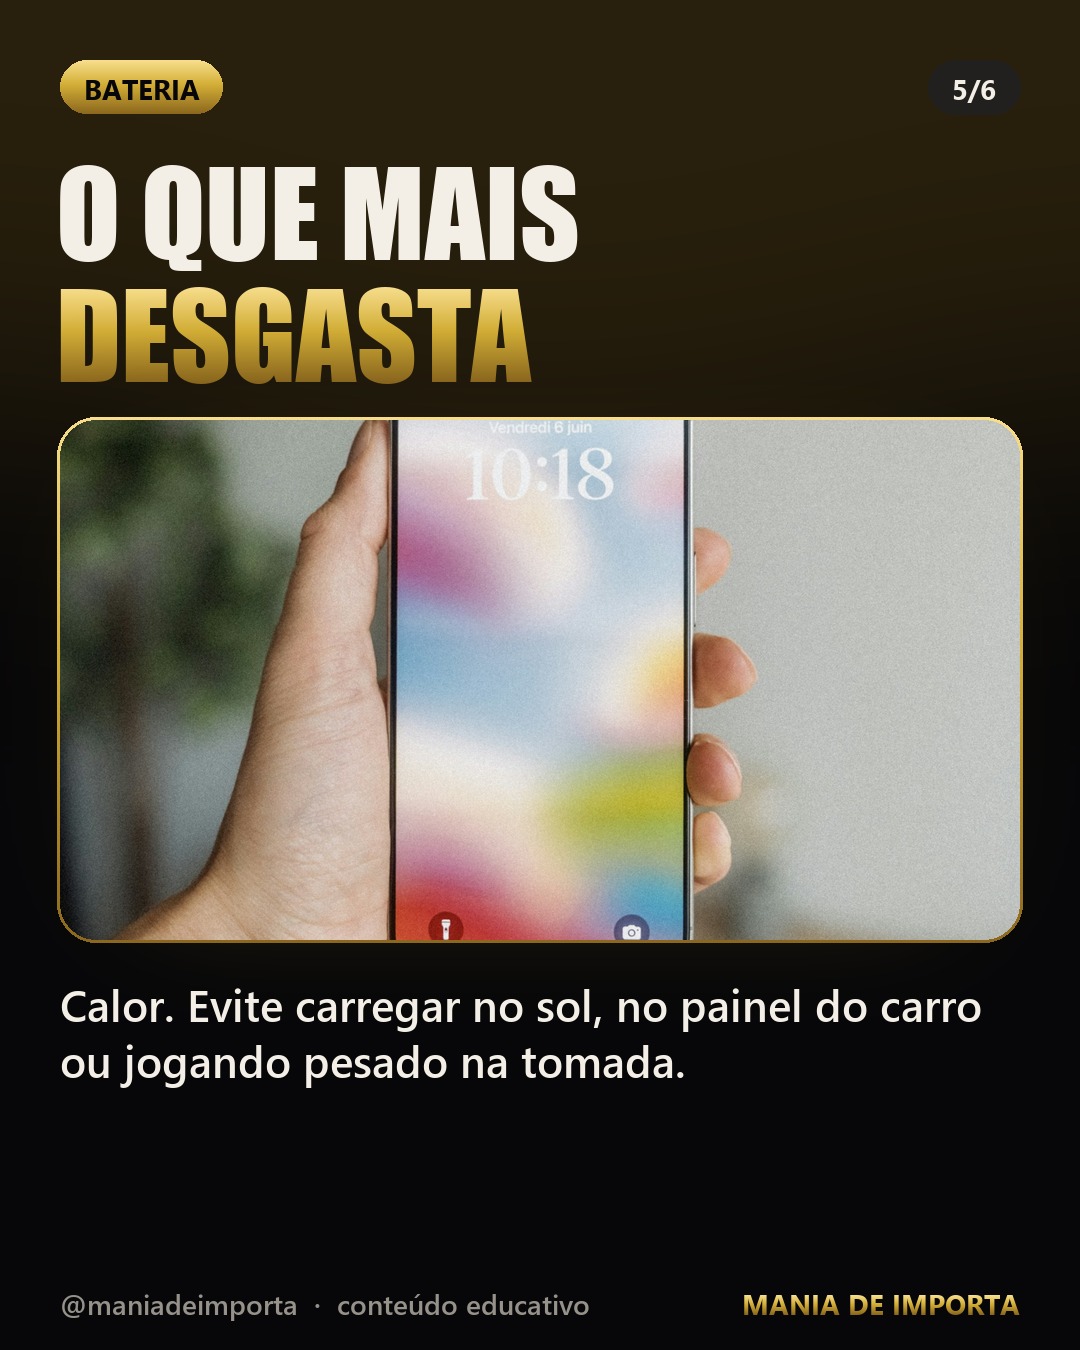 BATERIA
5/6
O QUE MAIS
DESGASTA
Vendredi 6 juin
10:18
Calor. Evite carregar no sol, no painel do carro
ou jogando pesado na tomada.
@maniadeimporta · conteúdo educativo
MANIA DE IMPORTA